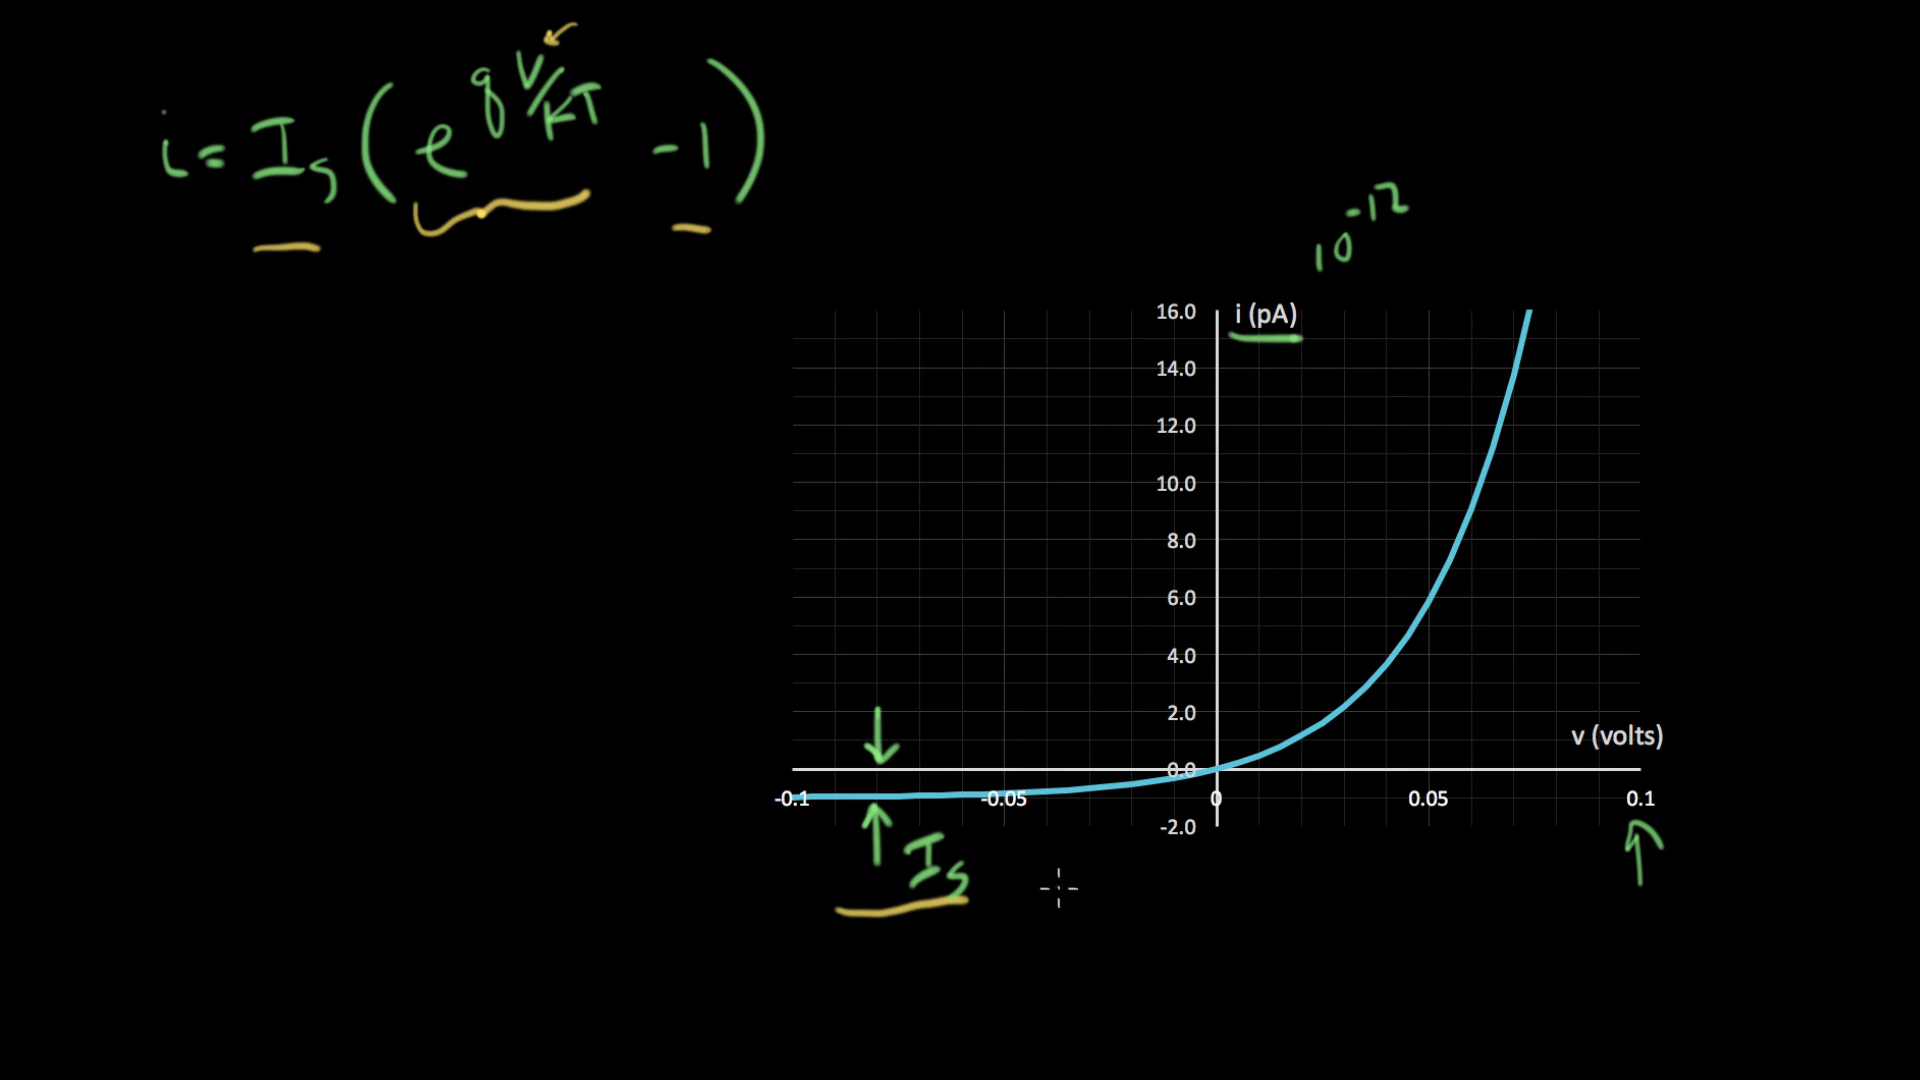 i = Is (e^qV/kT - 1)
10^-12
16.0 i (pA)
14.0
12.0
10.0
8.0
6.0
4.0
2.0
v (volts)
0.0
-0.1 -0.05 0 0.05 0.1
-2.0
Is